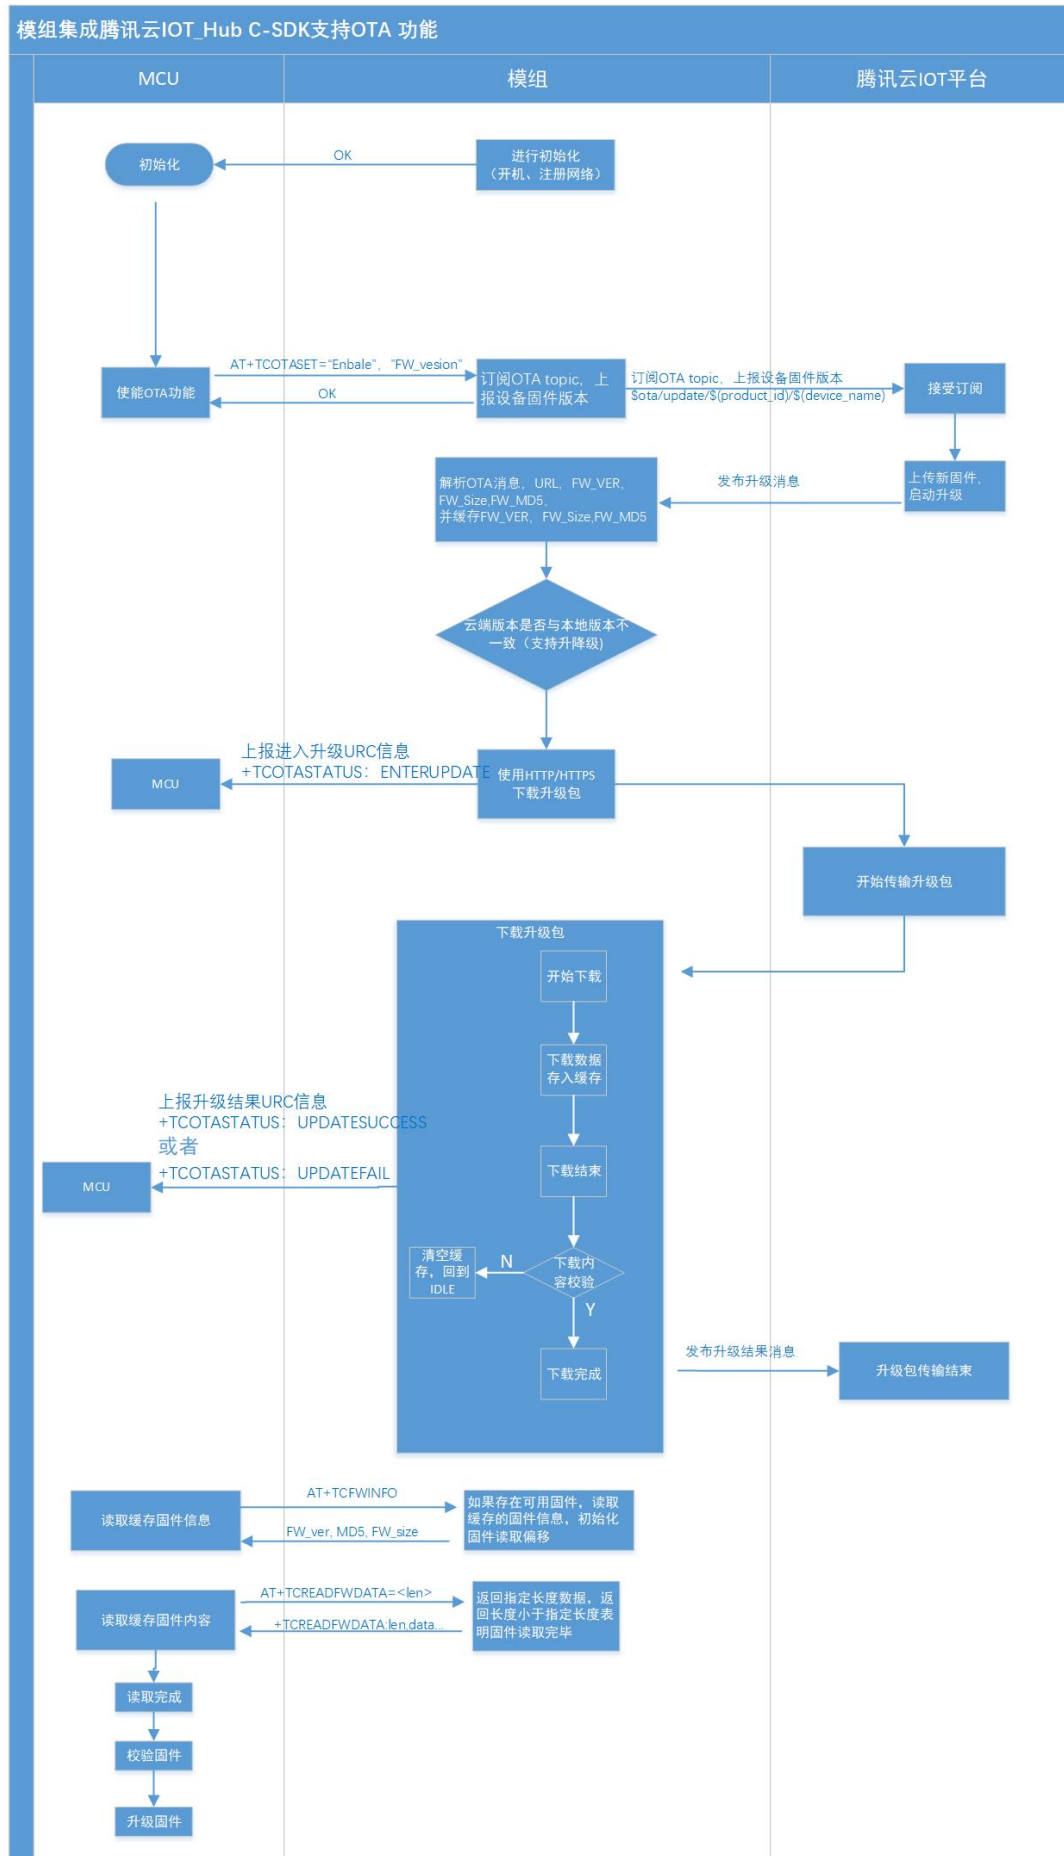 模组集成腾讯云IOT_Hub C-SDK支持OTA 功能
MCU
模组
腾讯云IOT平台
初始化
OK
进行初始化
（开机、注册网络）
使能OTA功能
AT+TCOTASET=“Enbale”，"FW_vesion"
OK
订阅OTA topic，上
报设备固件版本
订阅OTA topic，上报设备固件版本
$ota/update/$(product_id)/$(device_name)
接受订阅
上传新固件，
启动升级
发布升级消息
解析OTA消息，URL，FW_VER，
FW_Size,FW_MD5，
并缓存FW_VER，FW_Size,FW_MD5
云端版本是否与本地版本不
一致（支持升降级)
上报进入升级URC信息
+TCOTASTATUS：ENTERUPDATE
MCU
使用HTTP/HTTPS
下载升级包
开始传输升级包
下载升级包
开始下载
下载数据
存入缓存
上报升级结果URC信息
+TCOTASTATUS：UPDATESUCCESS
或者
+TCOTASTATUS：UPDATEFAIL
MCU
下载结束
下载内
容校验
N
清空缓
存，回到
IDLE
Y
下载完成
发布升级结果消息
升级包传输结束
读取缓存固件信息
AT+TCFWINFO
FW_ver, MD5, FW_size
如果存在可用固件，读取
缓存的固件信息，初始化
固件读取偏移
读取缓存固件内容
AT+TCREADFWDATA=<len>
+TCREADFWDATA:len,data...
返回指定长度数据，返
回长度小于指定长度表
明固件读取完毕
读取完成
校验固件
升级固件